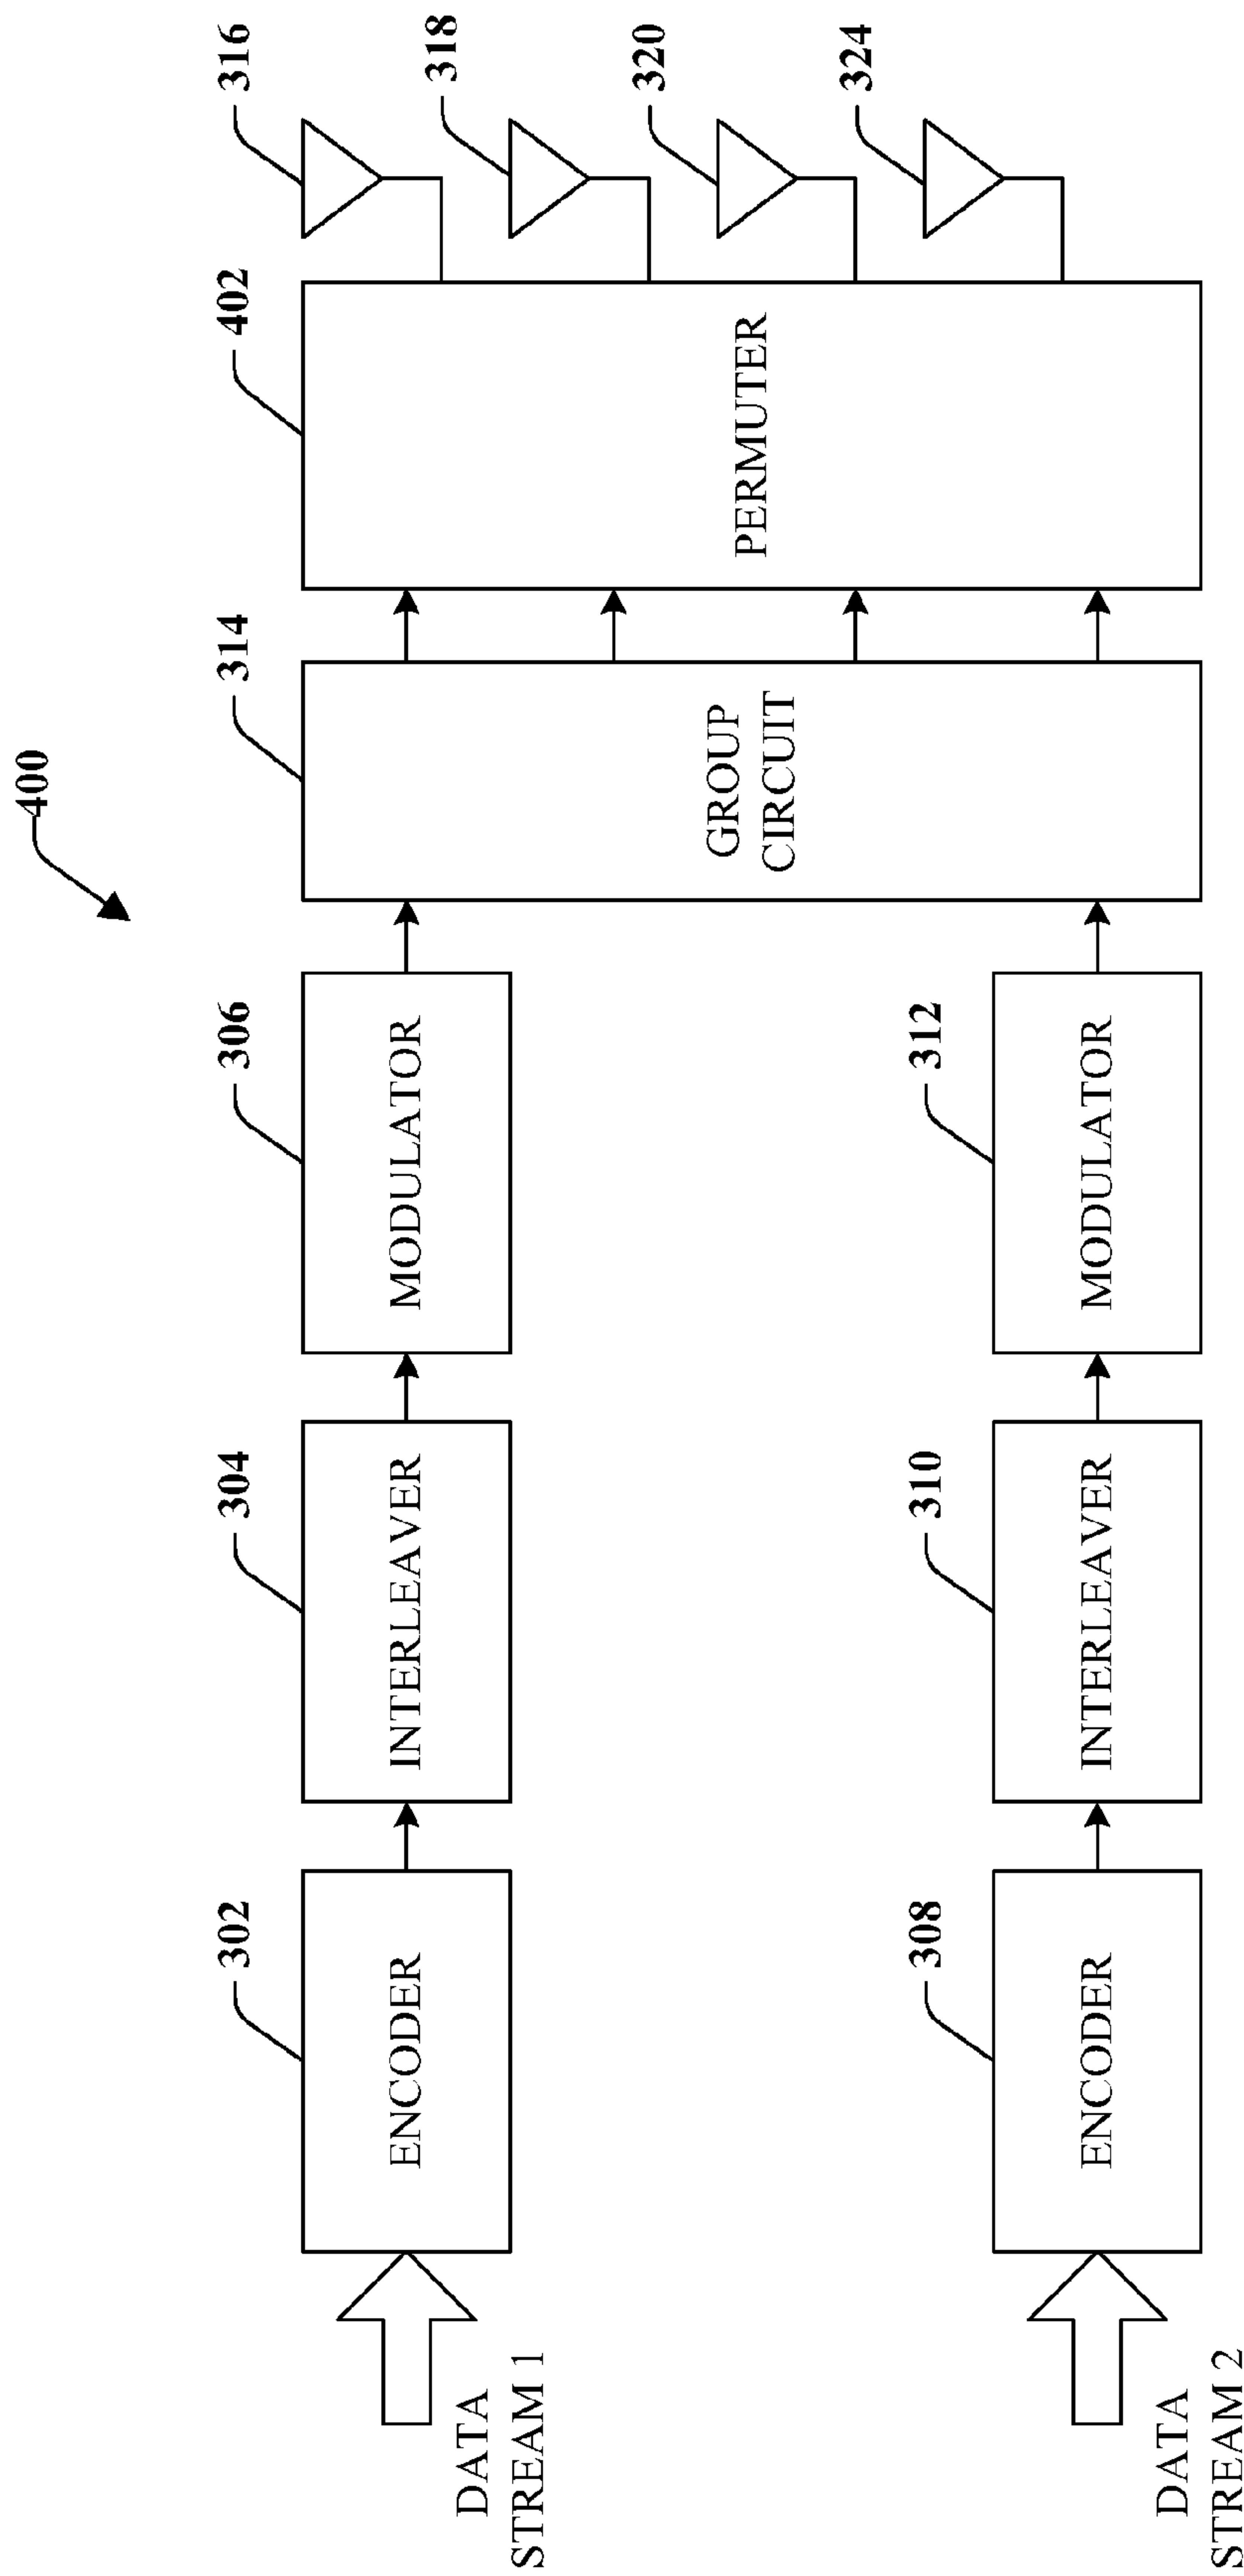 400
302
304
306
314
402
316
318
320
324
ENCODER
INTERLEAVER
MODULATOR
GROUP
CIRCUIT
PERMUTER
DATA
STREAM 1
308
310
312
ENCODER
INTERLEAVER
MODULATOR
DATA
STREAM 2